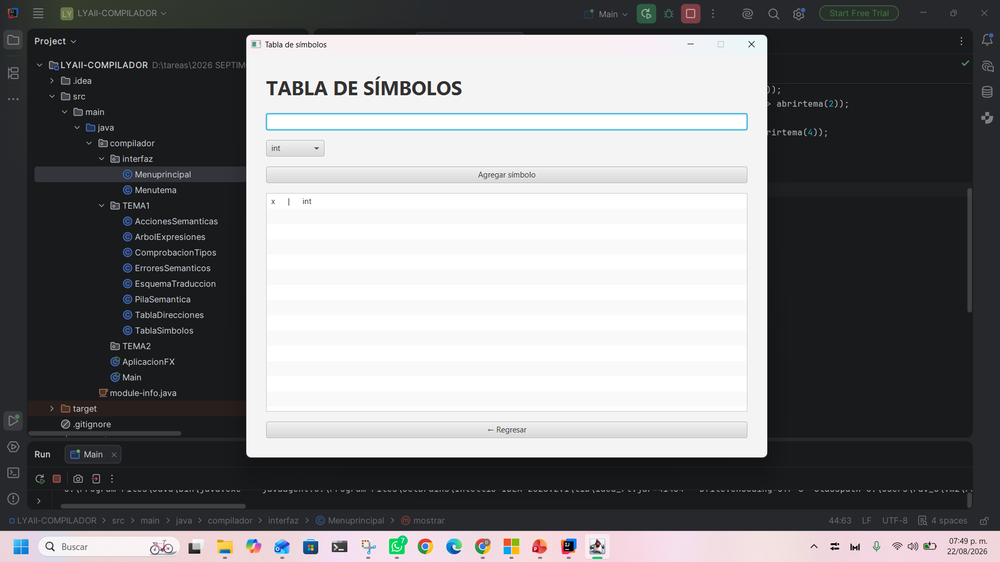 LY LYAII-COMPILADOR
Main
Start Free Trial
Project
LYAII-COMPILADOR D:\tareas\2026 SEPTIM
.idea
src
main
java
compilador
interfaz
Menuprincipal
Menutema
TEMA1
AccionesSemanticas
ArbolExpresiones
ComprobacionTipos
ErroresSemanticos
EsquemaTraduccion
PilaSemantica
TablaDirecciones
TablaSimbolos
TEMA2
AplicacionFX
Main
module-info.java
target
.gitignore
Tabla de símbolos
TABLA DE SÍMBOLOS
int
Agregar símbolo
x | int
← Regresar
));
> abrirtema(2));
rirtema(4));
Run Main
LYAII-COMPILADOR > src > main > java > compilador > interfaz > Menuprincipal > mostrar
44:63 LF UTF-8 4 spaces
Buscar
7
07:49 p. m.
22/08/2026